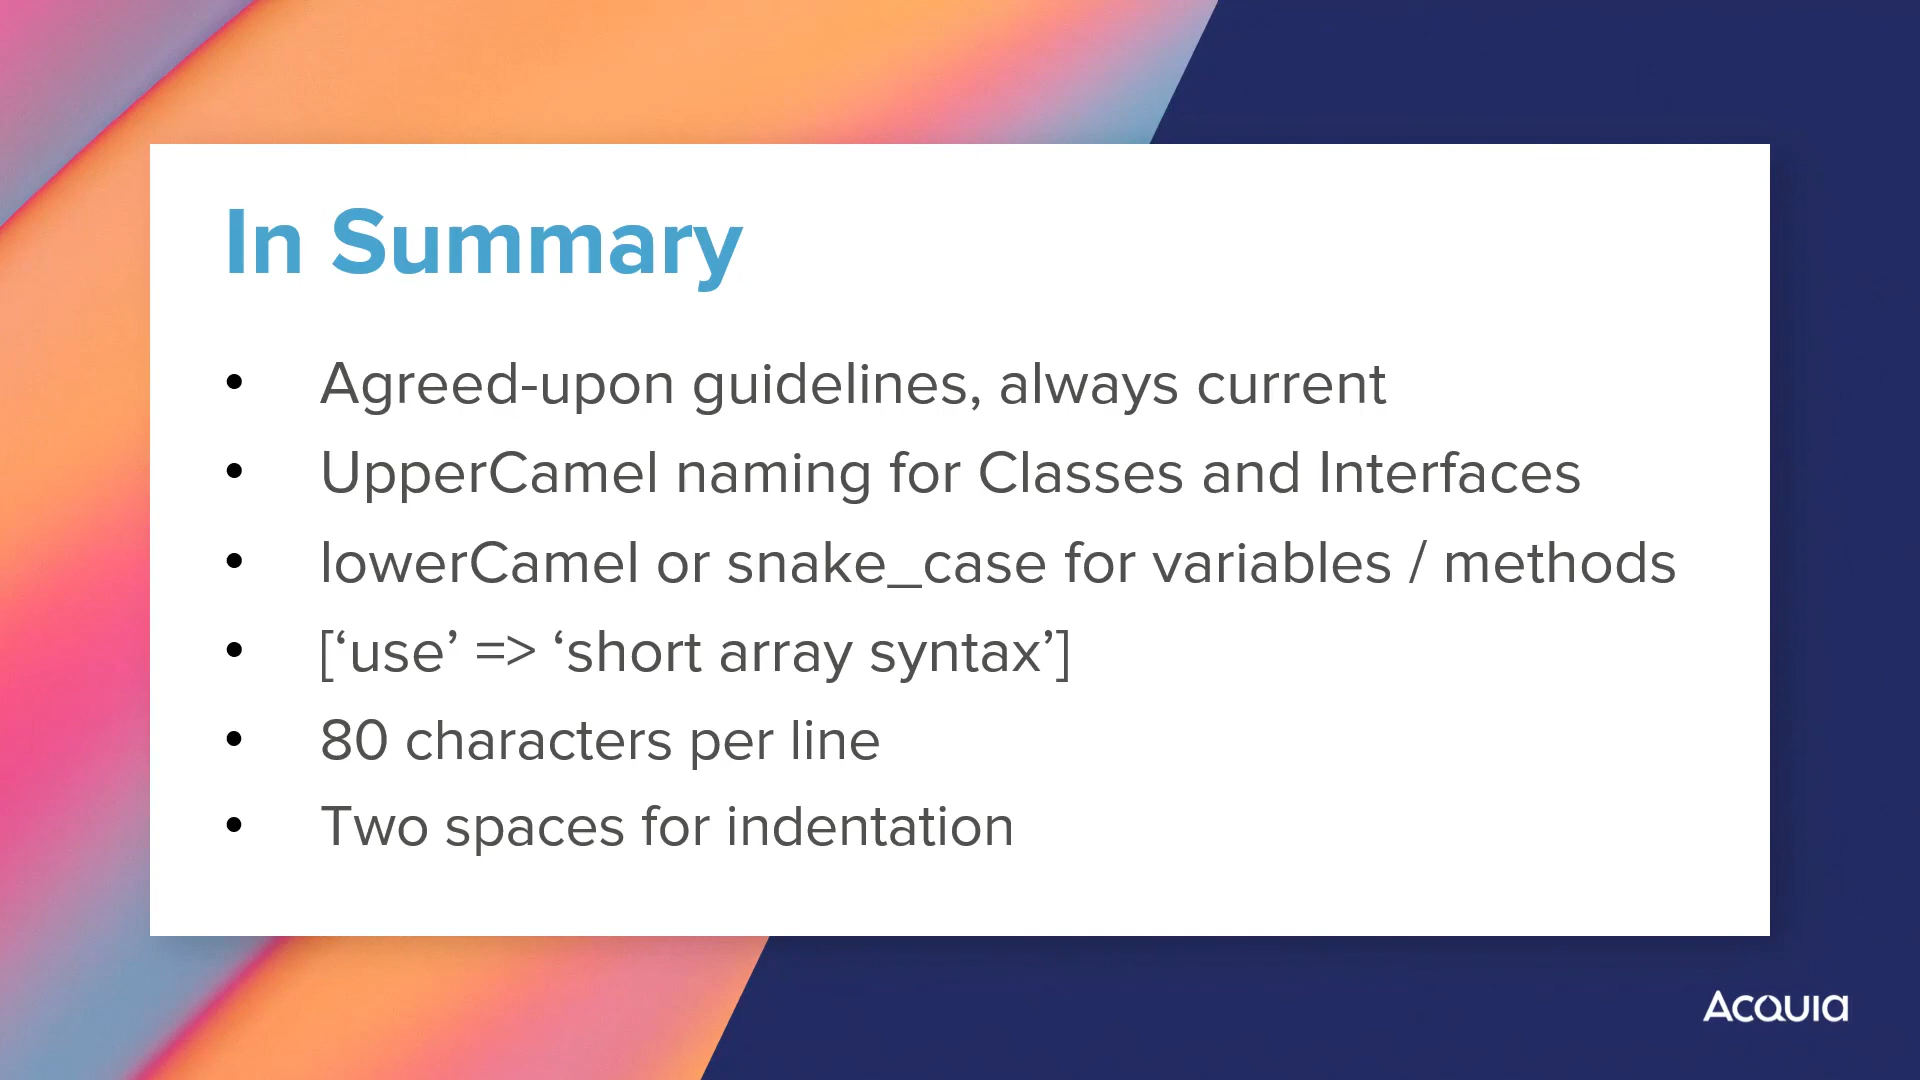 In Summary
• Agreed-upon guidelines, always current
• UpperCamel naming for Classes and Interfaces
• lowerCamel or snake_case for variables / methods
• [‘use’ => ‘short array syntax’]
• 80 characters per line
• Two spaces for indentation
Acquia